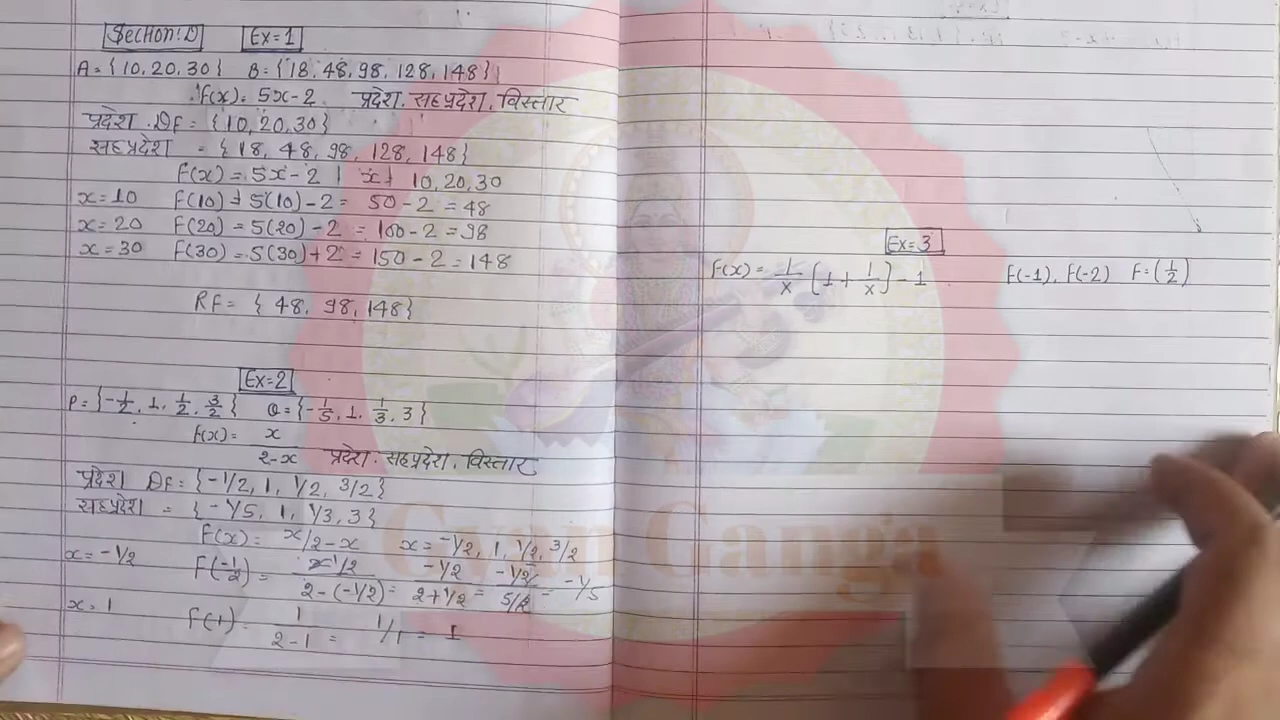 Section: D Ex=1
A={10,20,30} B={18,48,98,128,148}
f(x)=5x-2 प्रदेश. सहप्रदेश. विस्तार
प्रदेश. Df = {10,20,30}
सहप्रदेश = {18, 48, 98, 128, 148}
f(x) = 5x-2 | x| 10,20,30
x=10 f(10) = 5(10)-2 = 50-2 = 48
x=20 f(20) = 5(20)-2 = 100-2 = 98
x=30 f(30) = 5(30)+2 = 150-2 = 148
RF = {48, 98, 148}
Ex=2
P={-1/2, 1, 1/2, 3/2} Q={-1/5, 1, 1/3, 3}
f(x)= x/2-x प्रदेश. सहप्रदेश. विस्तार
प्रदेश Df = {-1/2, 1, 1/2, 3/2}
सहप्रदेश = {-1/5, 1, 1/3, 3}
f(x) = x/2-x x=-1/2, 1, 1/2, 3/2
x=-1/2 f(-1/2) = 1/2/2-(-1/2) = -1/2/2+1/2 = -1/2/5/2 = -1/5
x=1 f(1) = 1/2-1 = 1/1 = 1
Ex=3
f(x) = 1/x [1+1/x]-1 f(-1), f(-2) F=(1/2)
Gyan Ganga